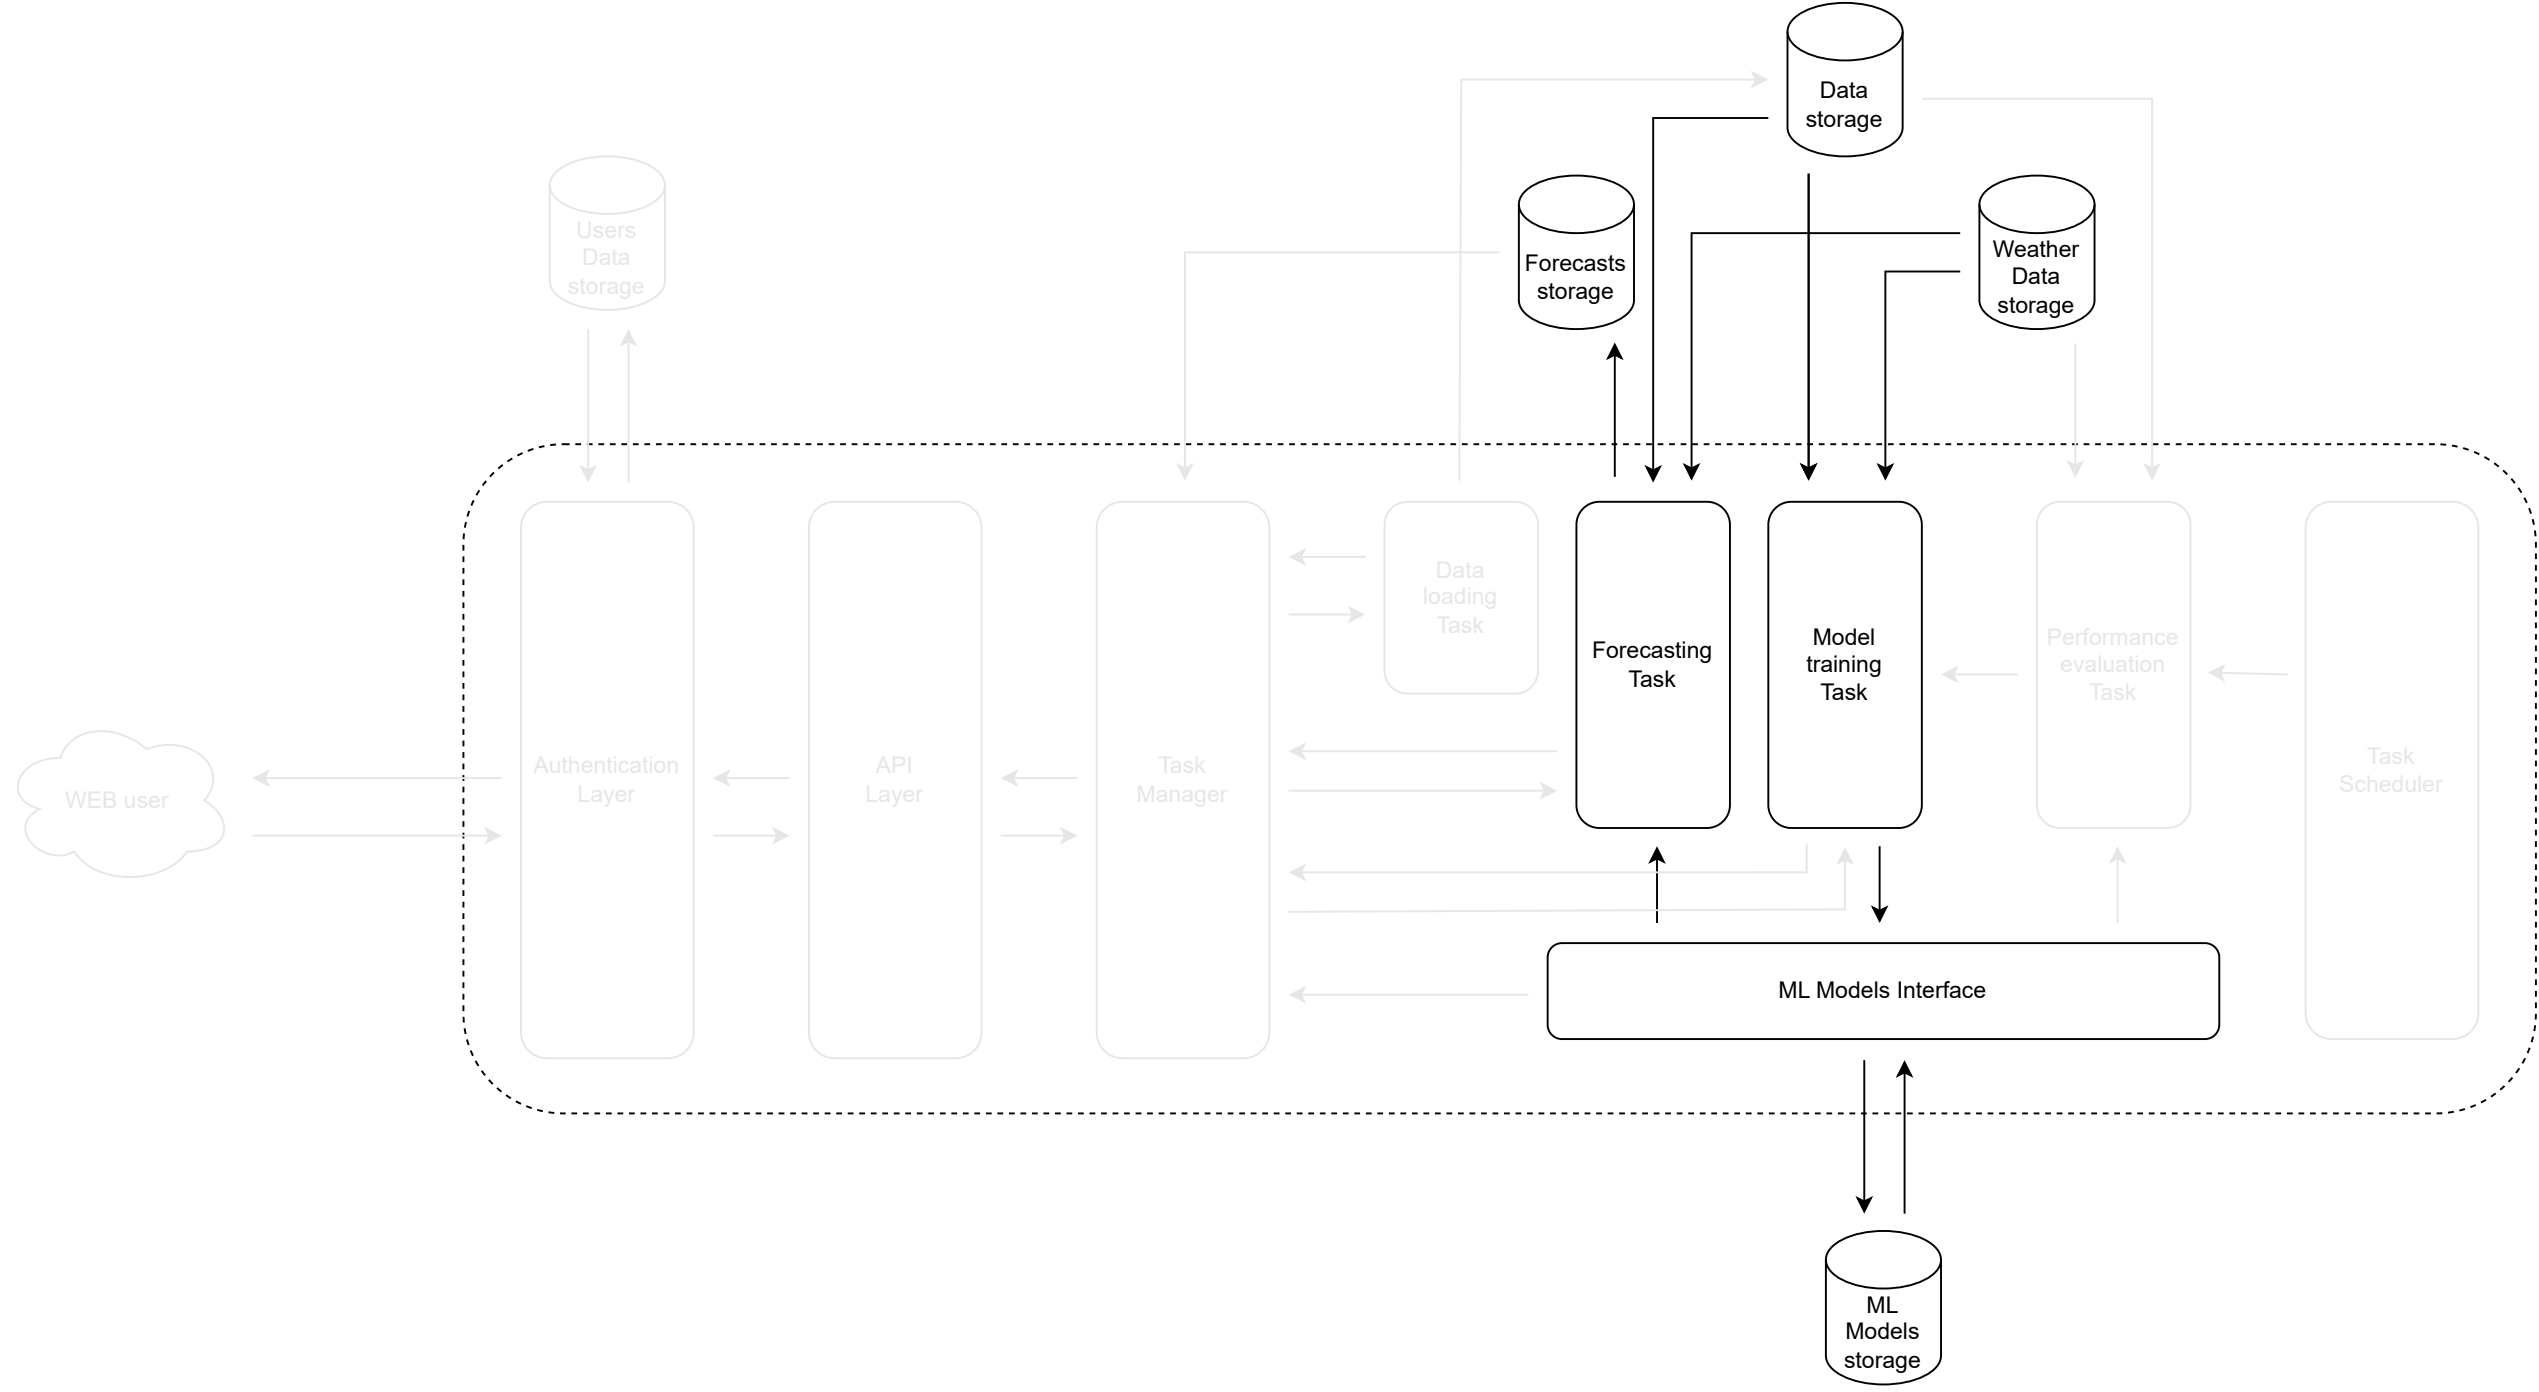 Data
storage
Users
Data
storage
Forecasts
storage
Weather
Data
storage
Data
loading
Task
Forecasting
Task
Model
training
Task
Performance
evaluation
Task
WEB user
Authentication
Layer
API
Layer
Task
Manager
Task
Scheduler
ML Models Interface
ML
Models
storage